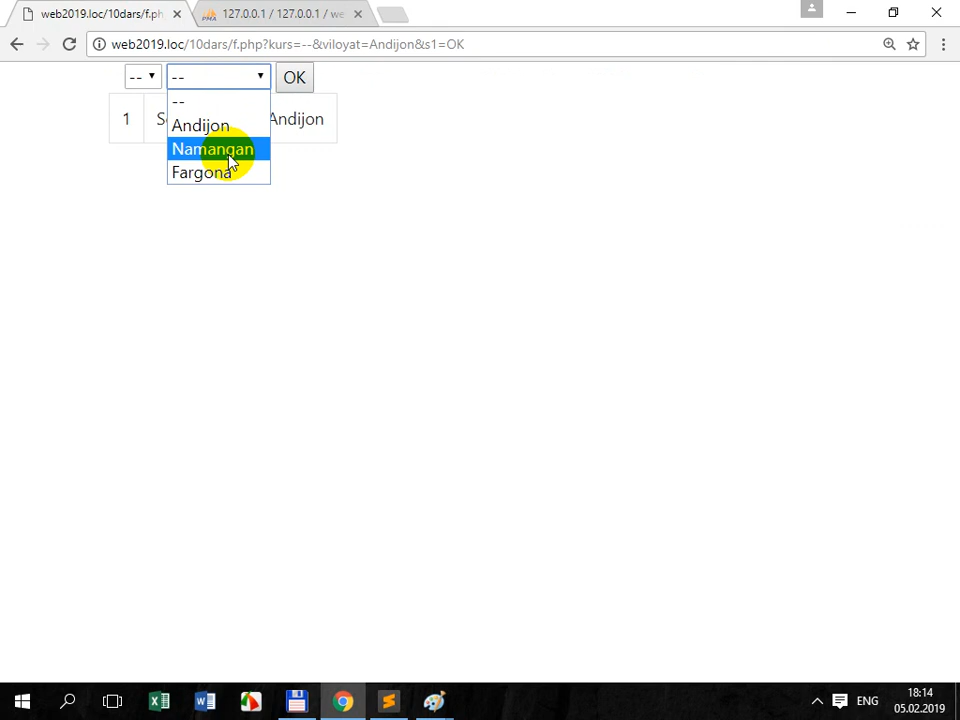 web2019.loc/10dars/f.ph
127.0.0.1 / 127.0.0.1 / we
web2019.loc/10dars/f.php?kurs=--&viloyat=Andijon&s1=OK
-- -- OK
--
1 Andijon
Andijon
Namangan
Fargona
ENG
18:14
05.02.2019